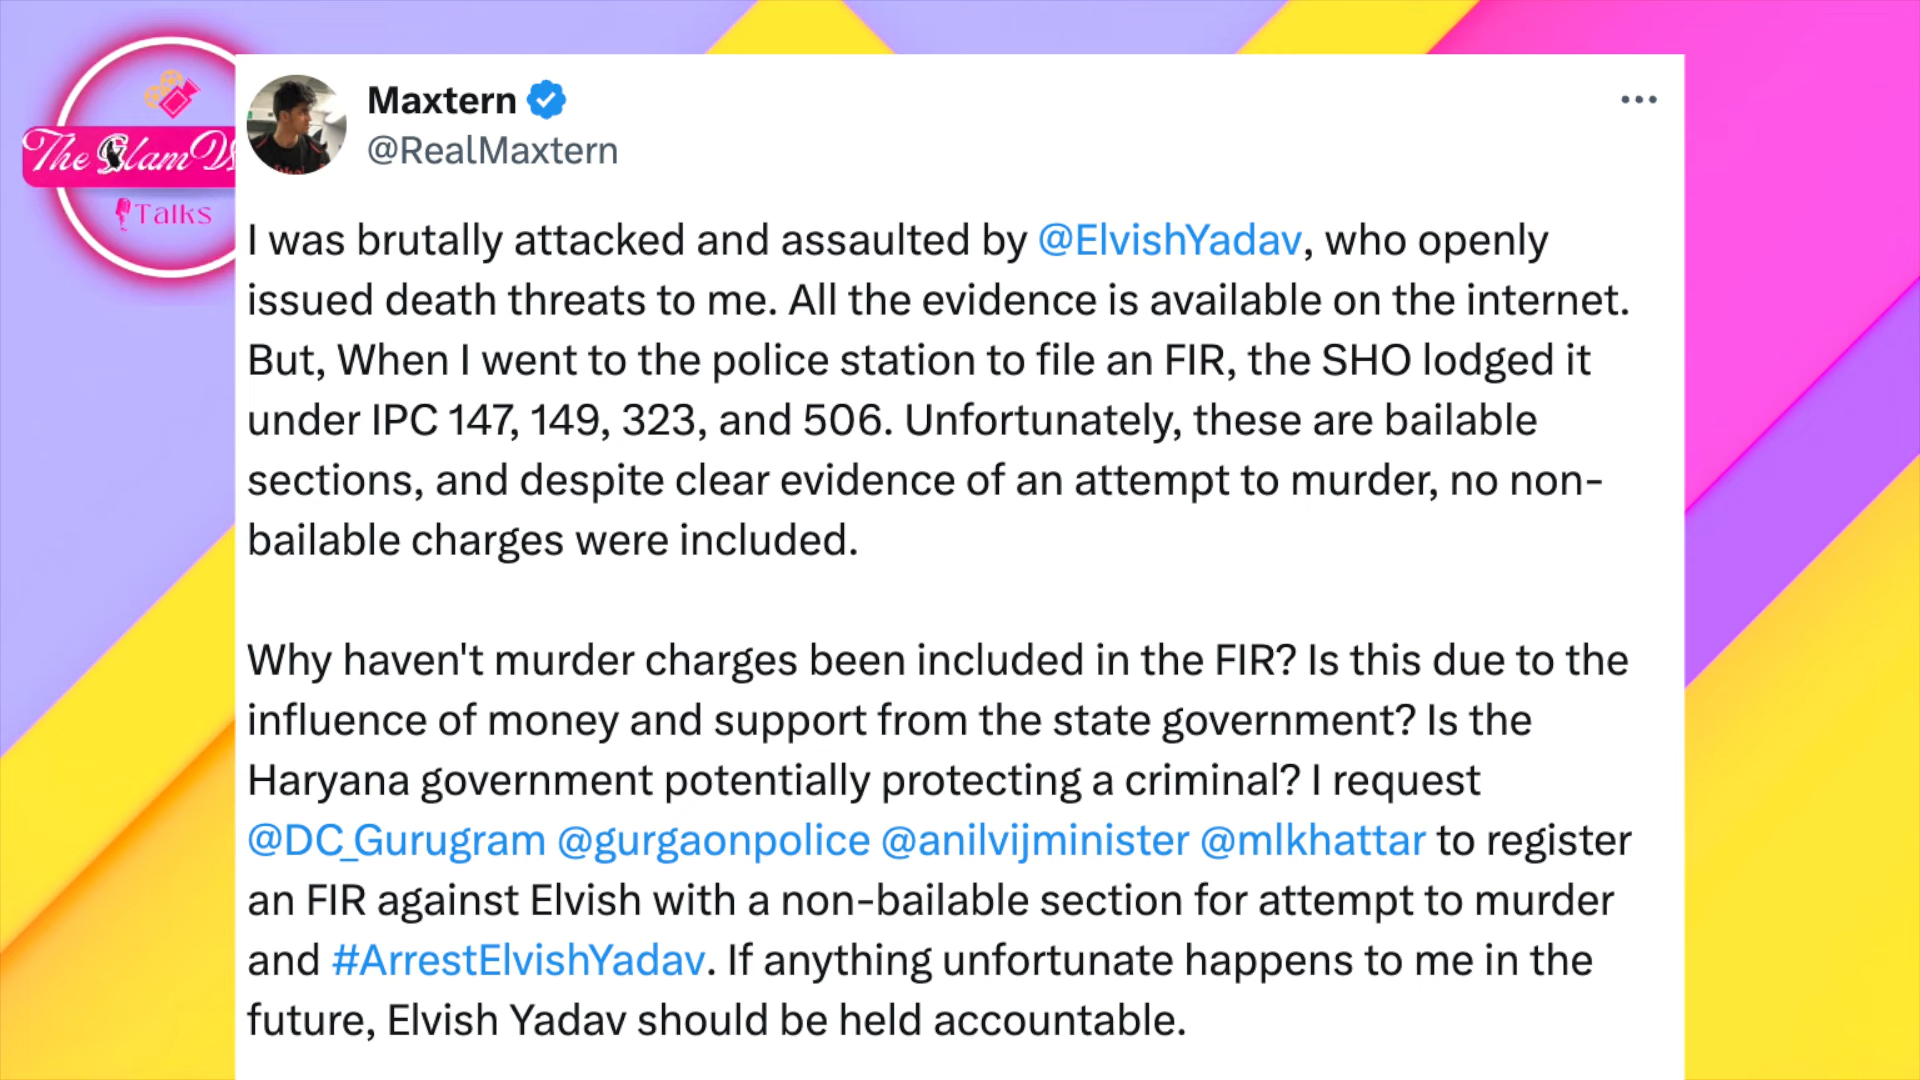 The Glam W
Talks
Maxtern
@RealMaxtern
I was brutally attacked and assaulted by @ElvishYadav, who openly
issued death threats to me. All the evidence is available on the internet.
But, When I went to the police station to file an FIR, the SHO lodged it
under IPC 147, 149, 323, and 506. Unfortunately, these are bailable
sections, and despite clear evidence of an attempt to murder, no non-
bailable charges were included.
Why haven't murder charges been included in the FIR? Is this due to the
influence of money and support from the state government? Is the
Haryana government potentially protecting a criminal? I request
@DC_Gurugram @gurgaonpolice @anilvijminister @mlkhattar to register
an FIR against Elvish with a non-bailable section for attempt to murder
and #ArrestElvishYadav. If anything unfortunate happens to me in the
future, Elvish Yadav should be held accountable.